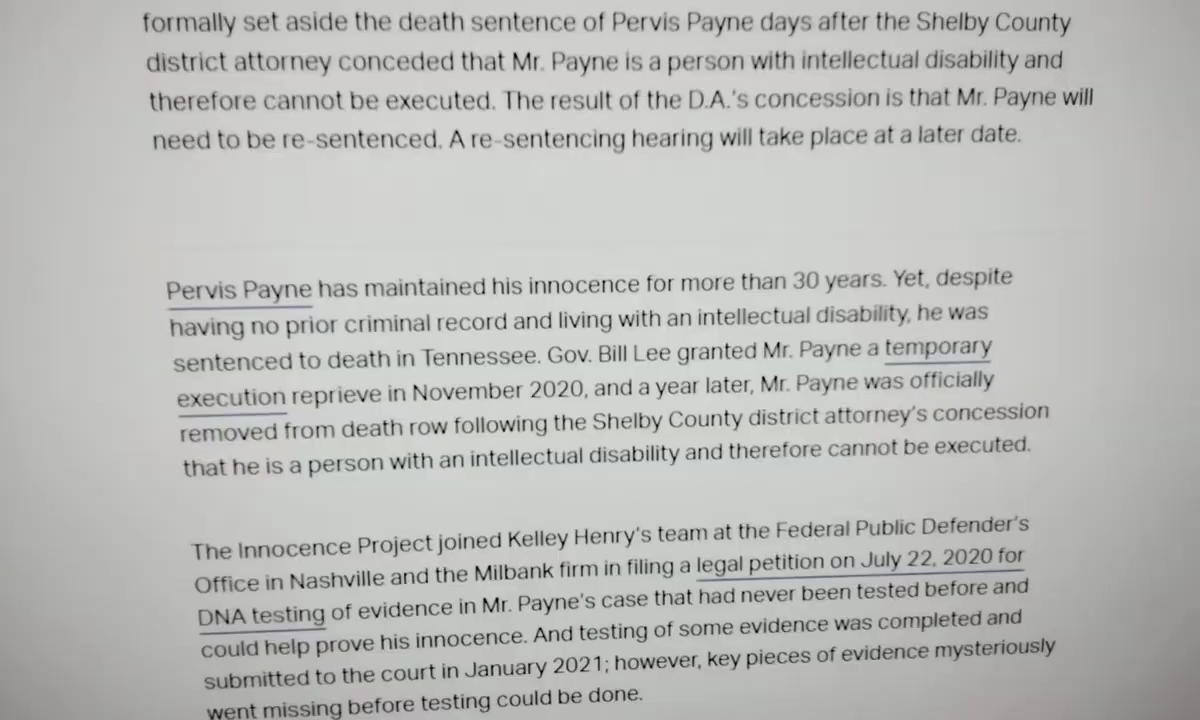 formally set aside the death sentence of Pervis Payne days after the Shelby County
district attorney conceded that Mr. Payne is a person with intellectual disability and
therefore cannot be executed. The result of the D.A.'s concession is that Mr. Payne will
need to be re-sentenced. A re-sentencing hearing will take place at a later date.
Pervis Payne has maintained his innocence for more than 30 years. Yet, despite
having no prior criminal record and living with an intellectual disability, he was
sentenced to death in Tennessee. Gov. Bill Lee granted Mr. Payne a temporary
execution reprieve in November 2020, and a year later, Mr. Payne was officially
removed from death row following the Shelby County district attorney's concession
that he is a person with an intellectual disability and therefore cannot be executed.
The Innocence Project joined Kelley Henry's team at the Federal Public Defender's
Office in Nashville and the Milbank firm in filing a legal petition on July 22, 2020 for
DNA testing of evidence in Mr. Payne's case that had never been tested before and
could help prove his innocence. And testing of some evidence was completed and
submitted to the court in January 2021; however, key pieces of evidence mysteriously
went missing before testing could be done.